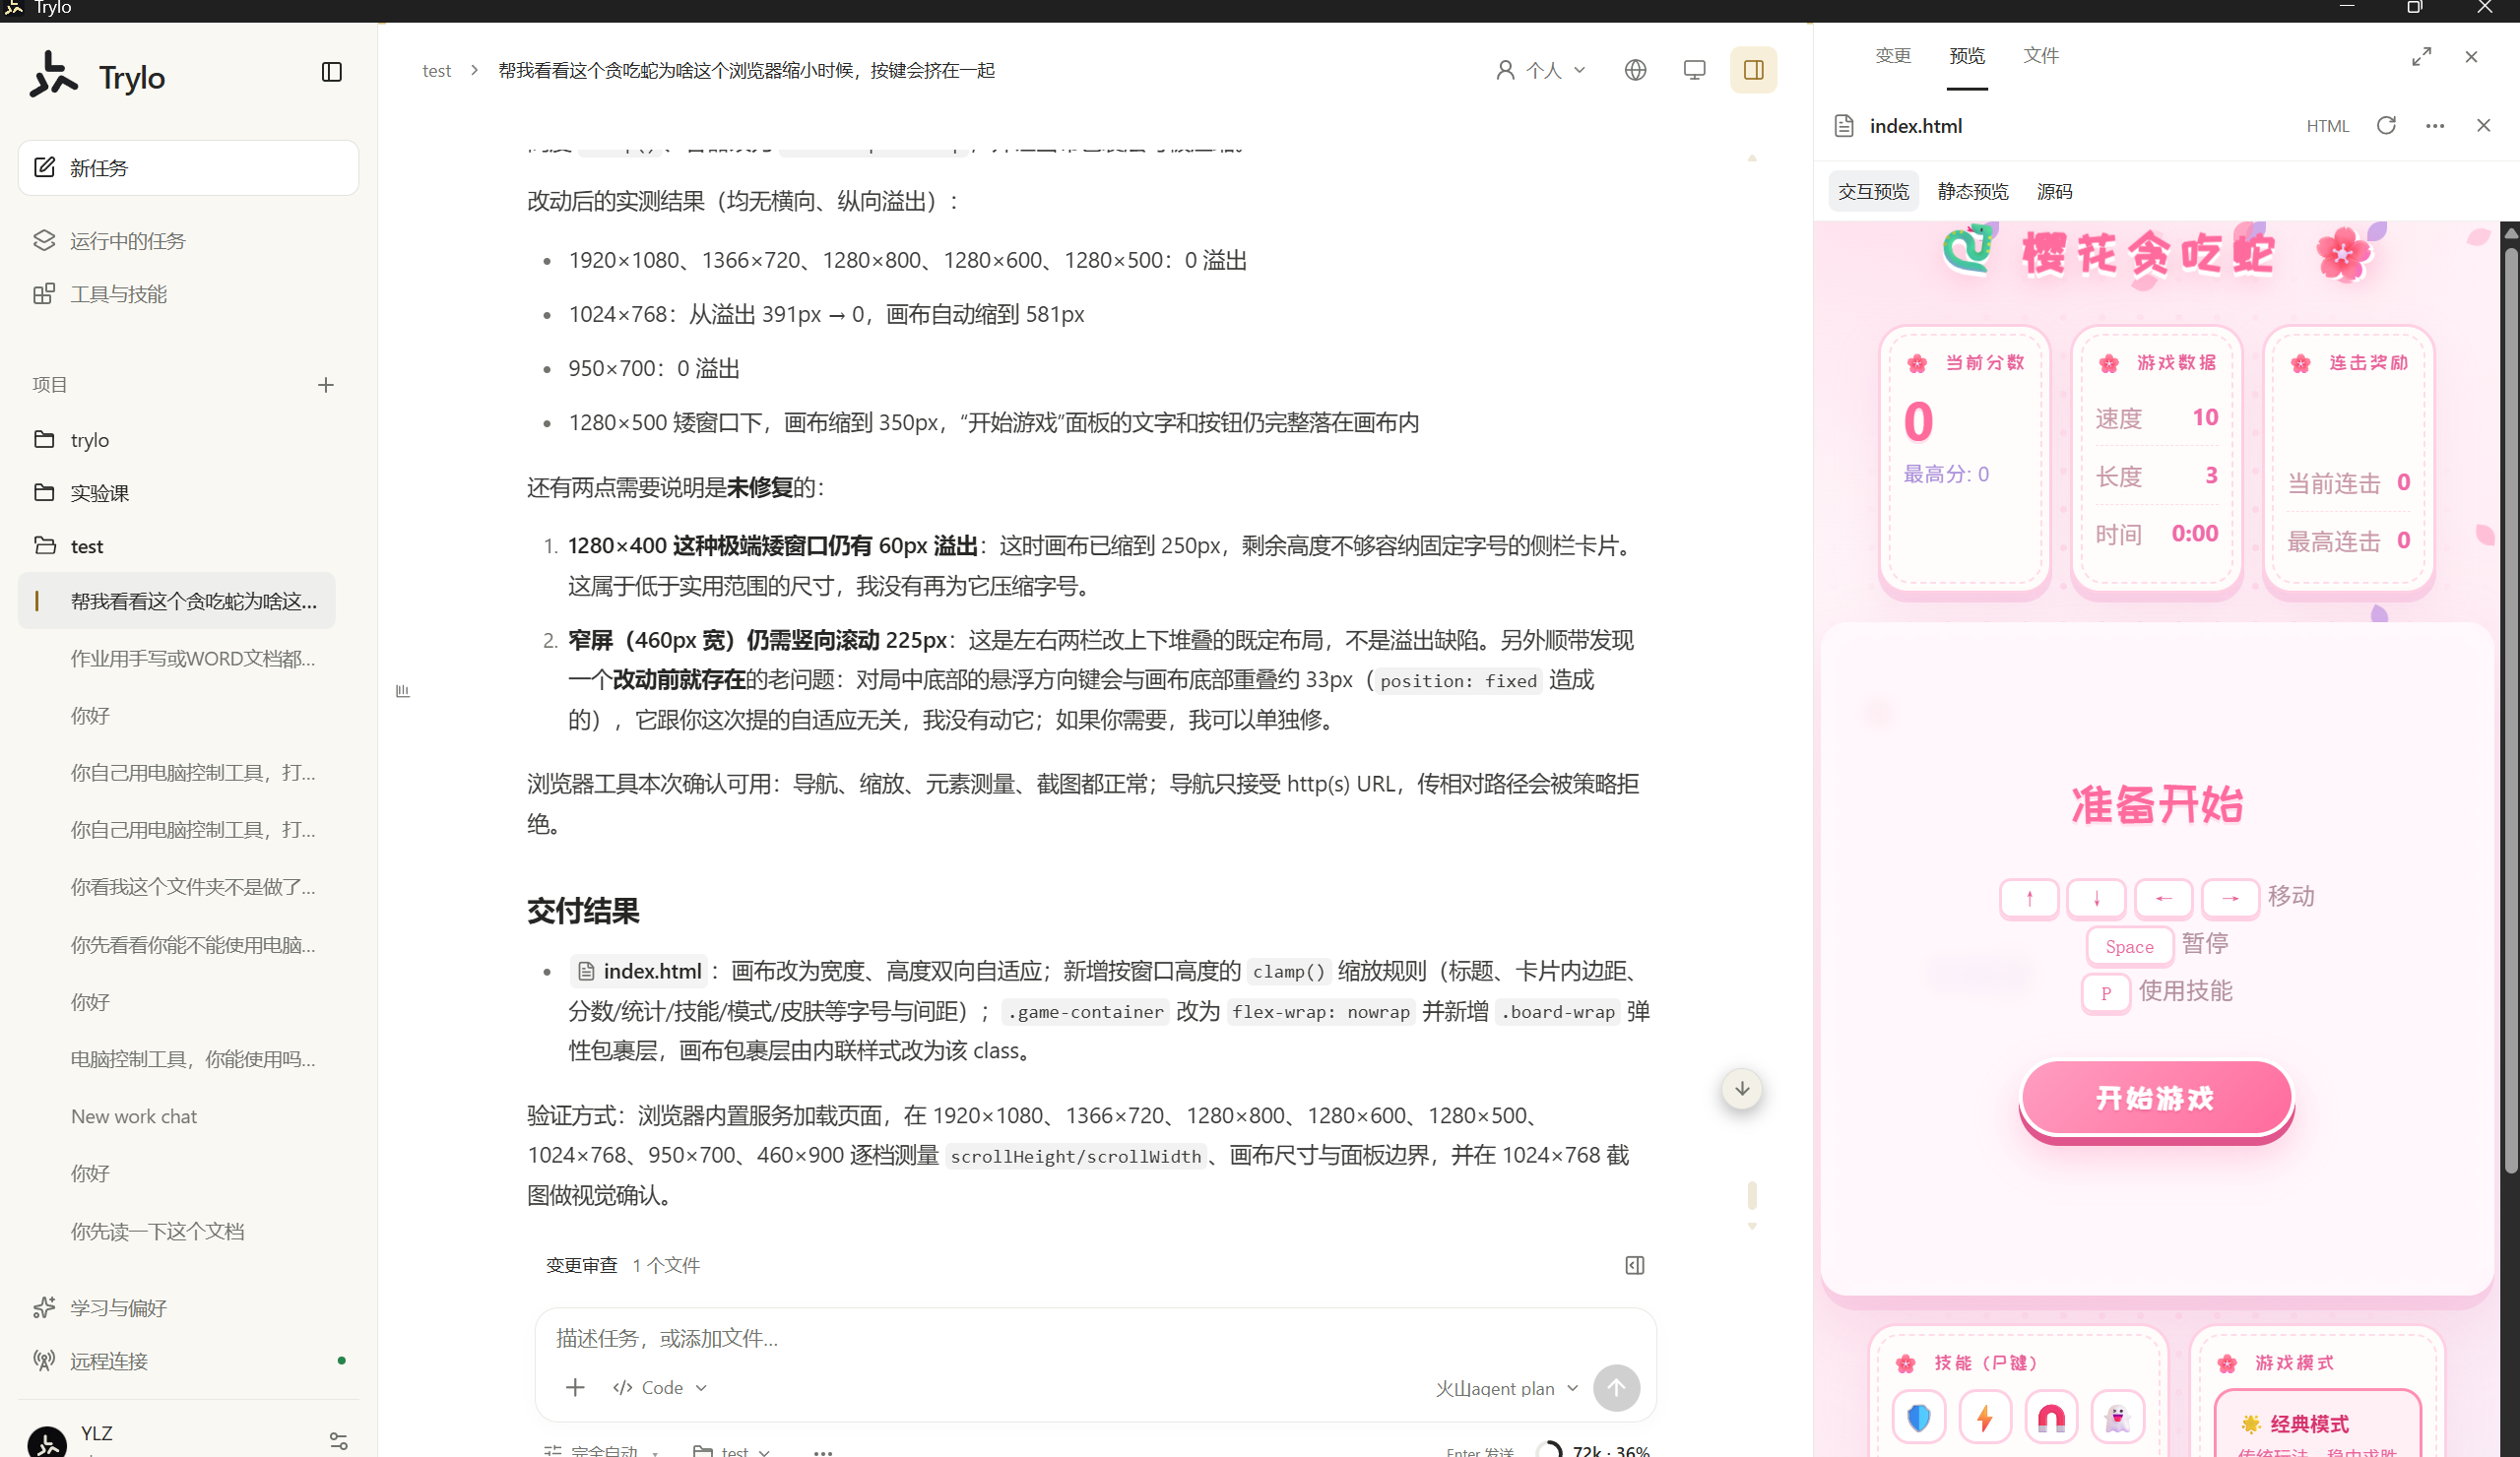 Trylo
Trylo
新任务
运行中的任务
工具与技能
项目
trylo
实验课
test
帮我看看这个贪吃蛇为啥这...
作业用手写或WORD文档都...
你好
你自己用电脑控制工具，打...
你自己用电脑控制工具，打...
你看我这个文件夹不是做了...
你先看看你能不能使用电脑...
你好
电脑控制工具，你能使用吗...
New work chat
你好
你先读一下这个文档
学习与偏好
远程连接
YLZ
test > 帮我看看这个贪吃蛇为啥这个浏览器缩小时候，按键会挤在一起
个人
改动后的实测结果（均无横向、纵向溢出）：
• 1920×1080、1366×720、1280×800、1280×600、1280×500：0 溢出
• 1024×768：从溢出 391px → 0，画布自动缩到 581px
• 950×700：0 溢出
• 1280×500 矮窗口下，画布缩到 350px，“开始游戏”面板的文字和按钮仍完整落在画布内
还有两点需要说明是未修复的：
1. 1280×400 这种极端矮窗口仍有 60px 溢出：这时画布已缩到 250px，剩余高度不够容纳固定字号的侧栏卡片。
这属于低于实用范围的尺寸，我没有再为它压缩字号。
2. 窄屏（460px 宽）仍需竖向滚动 225px：这是左右两栏改上下堆叠的既定布局，不是溢出缺陷。另外顺带发现
一个改动前就存在的老问题：对局中底部的悬浮方向键会与画布底部重叠约 33px（position: fixed 造成
的），它跟你这次提的自适应无关，我没有动它；如果你需要，我可以单独修。
浏览器工具本次确认可用：导航、缩放、元素测量、截图都正常；导航只接受 http(s) URL，传相对路径会被策略拒
绝。
交付结果
• index.html：画布改为宽度、高度双向自适应；新增按窗口高度的 clamp() 缩放规则（标题、卡片内边距、
分数/统计/技能/模式/皮肤等字号与间距）；.game-container 改为 flex-wrap: nowrap 并新增 .board-wrap 弹
性包裹层，画布包裹层由内联样式改为该 class。
验证方式：浏览器内置服务加载页面，在 1920×1080、1366×720、1280×800、1280×600、1280×500、
1024×768、950×700、460×900 逐档测量 scrollHeight/scrollWidth、画布尺寸与面板边界，并在 1024×768 截
图做视觉确认。
变更审查 1 个文件
描述任务，或添加文件...
Code
火山agent plan
完全自动
test
Enter 发送
72k · 36%
变更 预览 文件
index.html
HTML
交互预览 静态预览 源码
樱花贪吃蛇
当前分数
0
最高分: 0
游戏数据
速度 10
长度 3
时间 0:00
连击奖励
当前连击 0
最高连击 0
准备开始
↑ ↓ ← → 移动
Space 暂停
P 使用技能
开始游戏
技能（P键）
游戏模式
经典模式